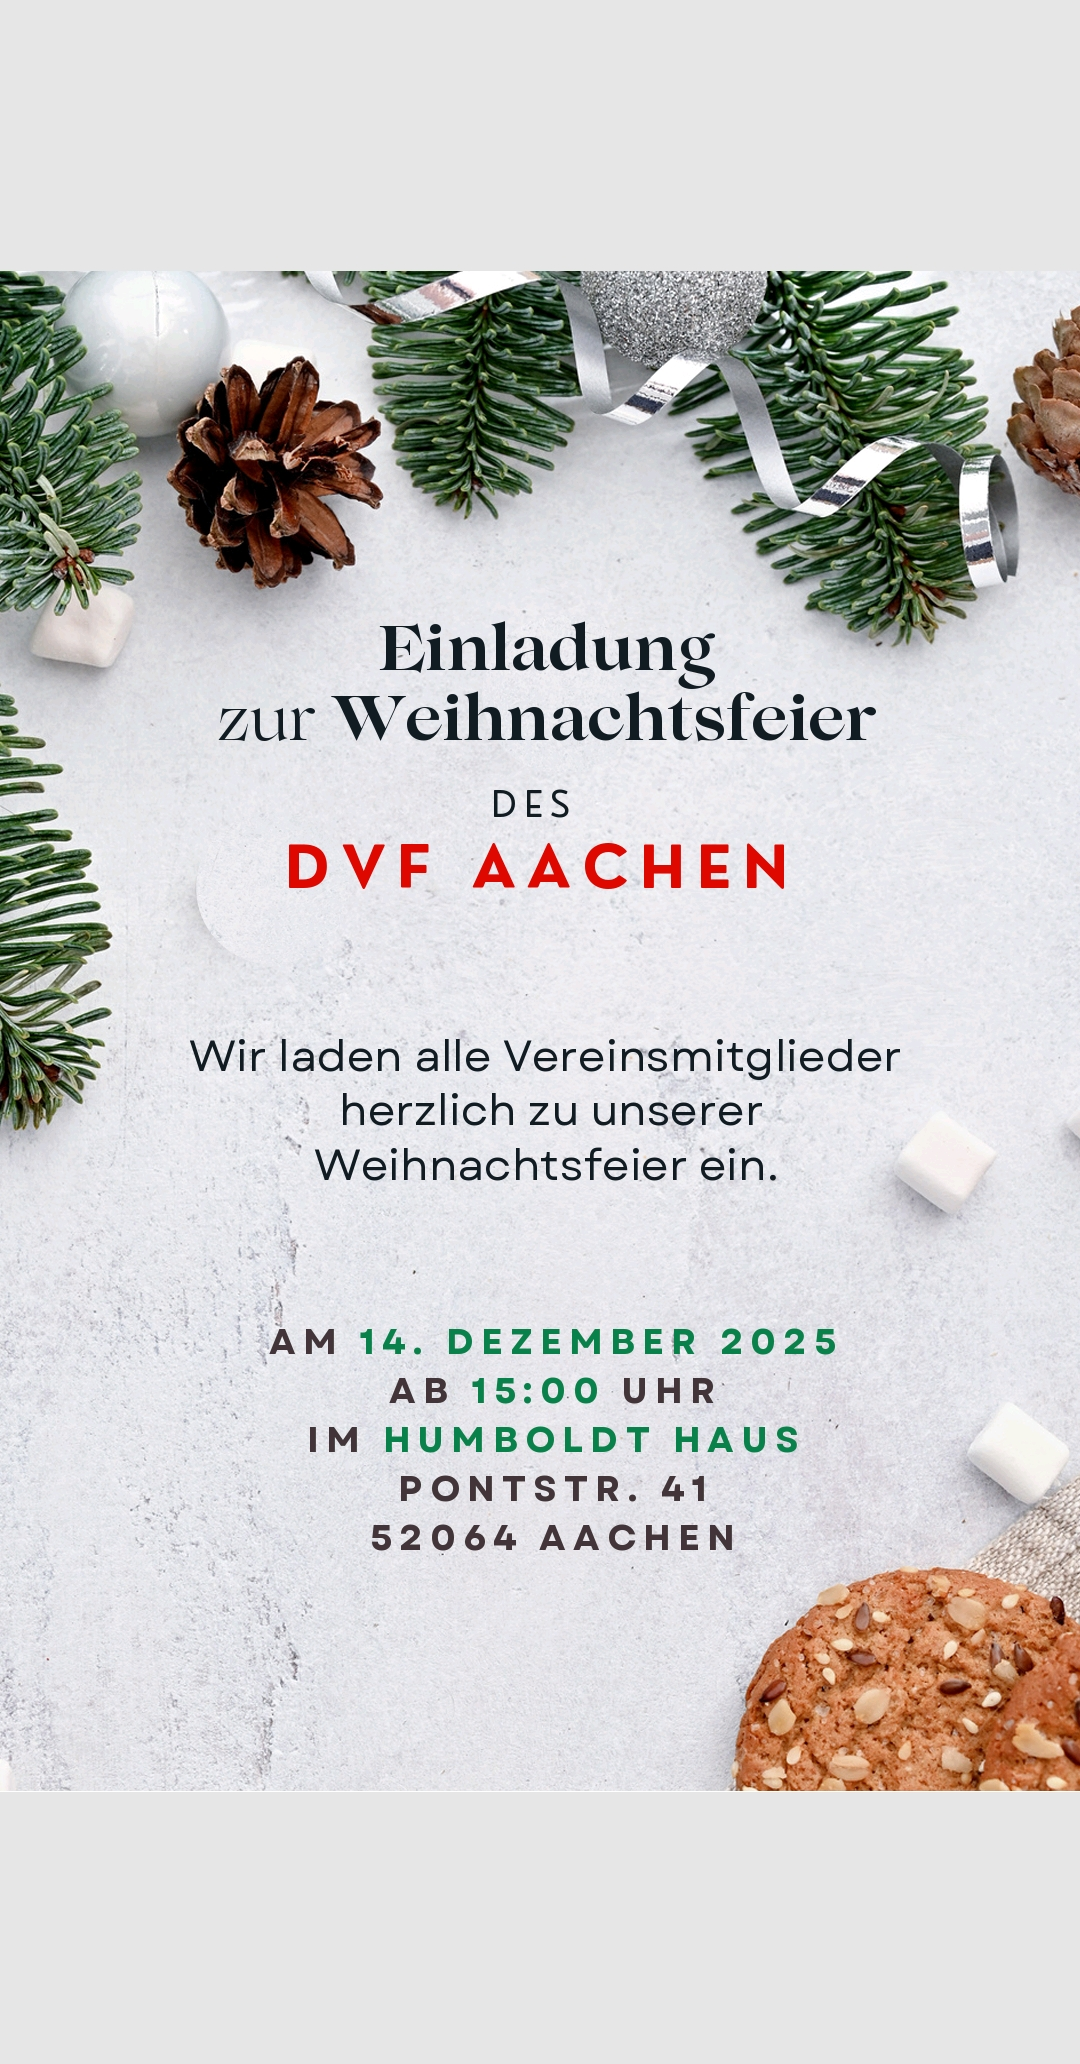 Einladung
zur Weihnachtsfeier
DES
DVF AACHEN
Wir laden alle Vereinsmitglieder
herzlich zu unserer
Weihnachtsfeier ein.
AM 14. DEZEMBER 2025
AB 15:00 UHR
IM HUMBOLDT HAUS
PONTSTR. 41
52064 AACHEN